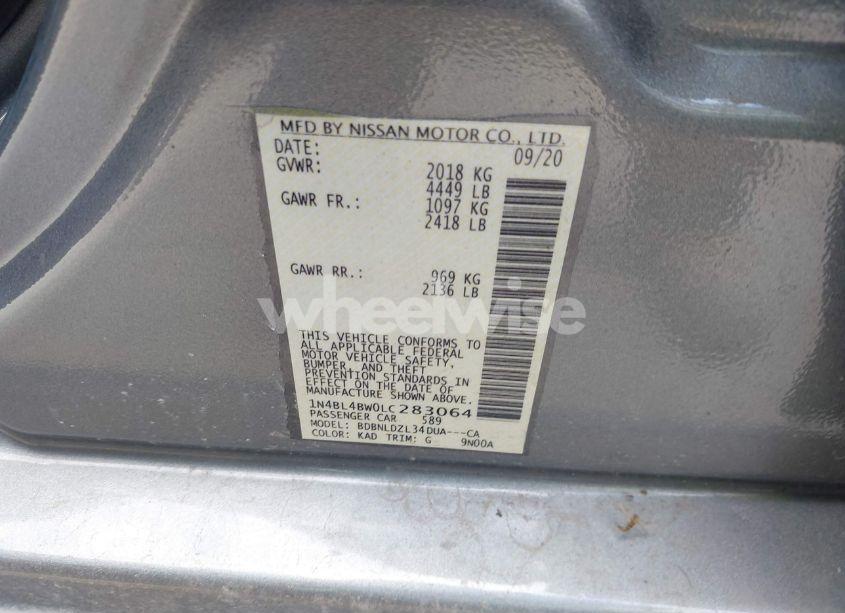 MFD BY NISSAN MOTOR CO., LTD.
DATE: 09/20
GVWR: 2018 KG
4449 LB
GAWR FR.: 1097 KG
2418 LB
GAWR RR.: 969 KG
2136 LB
wheelwise
THIS VEHICLE CONFORMS TO
ALL APPLICABLE FEDERAL
MOTOR VEHICLE SAFETY,
BUMPER, AND THEFT
PREVENTION STANDARDS IN
EFFECT ON THE DATE OF
MANUFACTURE SHOWN ABOVE.
1N4BL4BW0LC283064
PASSENGER CAR 589
MODEL: BDBNLDZL34DUA---CA
COLOR: KAD TRIM: G 9N00A